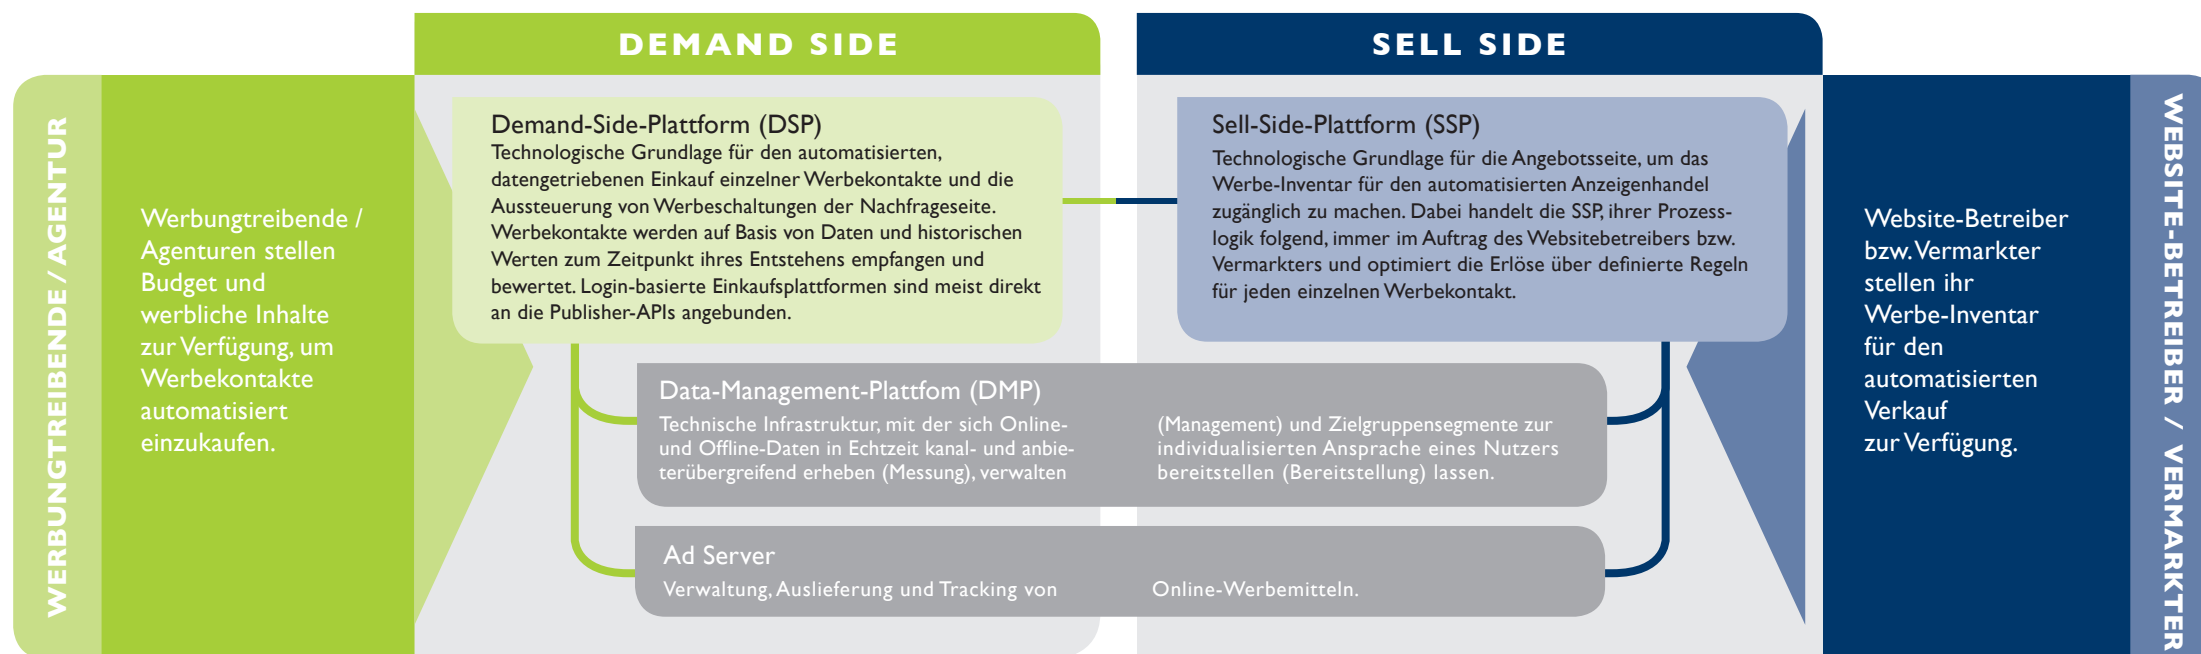 DEMAND SIDE
SELL SIDE
WERBUNGTREIBENDE / AGENTUR
Werbungtreibende /
Agenturen stellen
Budget und
werbliche Inhalte
zur Verfügung, um
Werbekontakte
automatisiert
einzukaufen.
Demand-Side-Plattform (DSP)
Technologische Grundlage für den automatisierten,
datengetriebenen Einkauf einzelner Werbekontakte und die
Aussteuerung von Werbeschaltungen der Nachfrageseite.
Werbekontakte werden auf Basis von Daten und historischen
Werten zum Zeitpunkt ihres Entstehens empfangen und
bewertet. Login-basierte Einkaufsplattformen sind meist direkt
an die Publisher-APIs angebunden.
Sell-Side-Plattform (SSP)
Technologische Grundlage für die Angebotsseite, um das
Werbe-Inventar für den automatisierten Anzeigenhandel
zugänglich zu machen. Dabei handelt die SSP, ihrer Prozess-
logik folgend, immer im Auftrag des Websitebetreibers bzw.
Vermarkters und optimiert die Erlöse über definierte Regeln
für jeden einzelnen Werbekontakt.
Data-Management-Plattfom (DMP)
Technische Infrastruktur, mit der sich Online-
und Offline-Daten in Echtzeit kanal- und anbie-
terübergreifend erheben (Messung), verwalten
(Management) und Zielgruppensegmente zur
individualisierten Ansprache eines Nutzers
bereitstellen (Bereitstellung) lassen.
Ad Server
Verwaltung, Auslieferung und Tracking von
Online-Werbemitteln.
Website-Betreiber
bzw. Vermarkter
stellen ihr
Werbe-Inventar
für den
automatisierten
Verkauf
zur Verfügung.
WEBSITE-BETREIBER / VERMARKTER